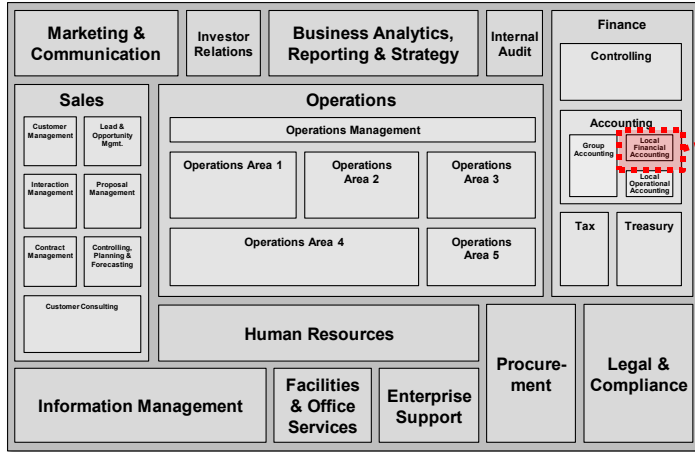 Marketing &
Communication
Investor
Relations
Business Analytics,
Reporting & Strategy
Internal
Audit
Finance
Controlling
Accounting
Group
Accounting
Local
Financial
Accounting
Local
Operational
Accounting
Tax
Treasury
Sales
Customer
Management
Lead &
Opportunity
Mgmt.
Interaction
Management
Proposal
Management
Contract
Management
Controlling,
Planning &
Forecasting
Customer Consulting
Operations
Operations Management
Operations Area 1
Operations
Area 2
Operations
Area 3
Operations Area 4
Operations
Area 5
Human Resources
Procure-
ment
Legal &
Compliance
Information Management
Facilities
& Office
Services
Enterprise
Support